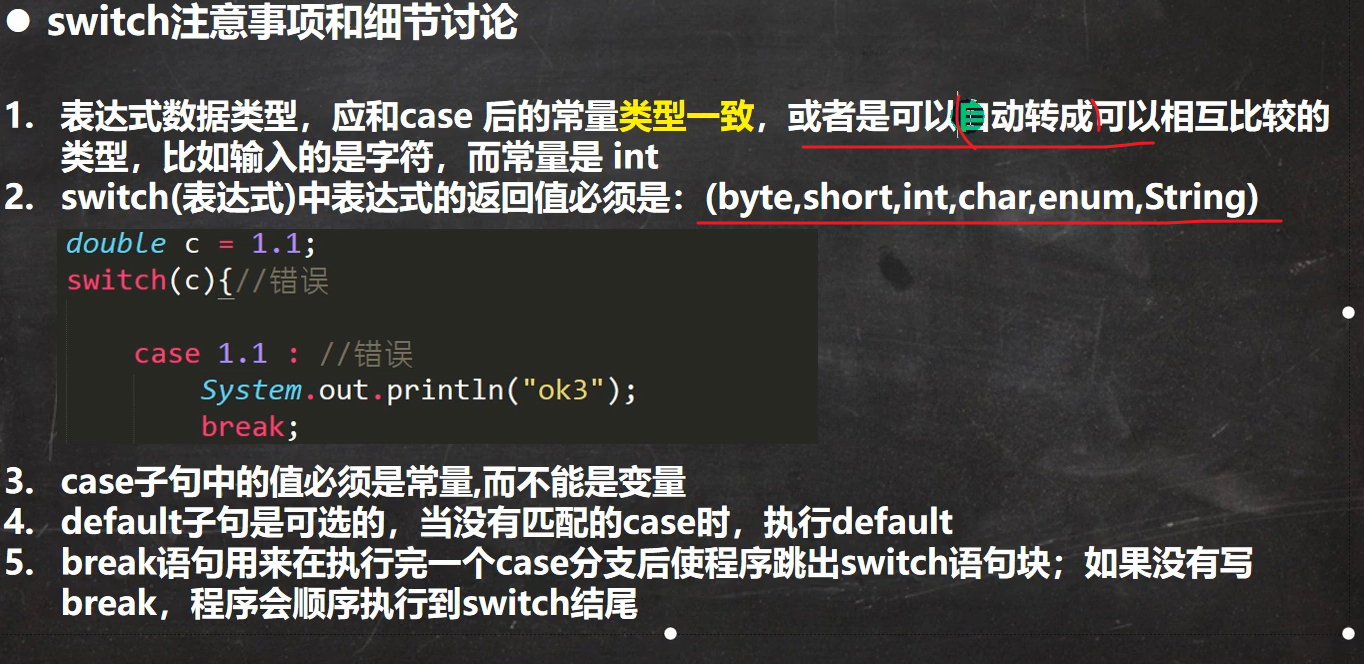 ● switch注意事项和细节讨论
1. 表达式数据类型，应和case 后的常量类型一致，或者是可以自动转成可以相互比较的
类型，比如输入的是字符，而常量是 int
2. switch(表达式)中表达式的返回值必须是：(byte,short,int,char,enum,String)
double c = 1.1;
switch(c){//错误
case 1.1 : //错误
System.out.println("ok3");
break;
3. case子句中的值必须是常量,而不能是变量
4. default子句是可选的，当没有匹配的case时，执行default
5. break语句用来在执行完一个case分支后使程序跳出switch语句块；如果没有写
break，程序会顺序执行到switch结尾